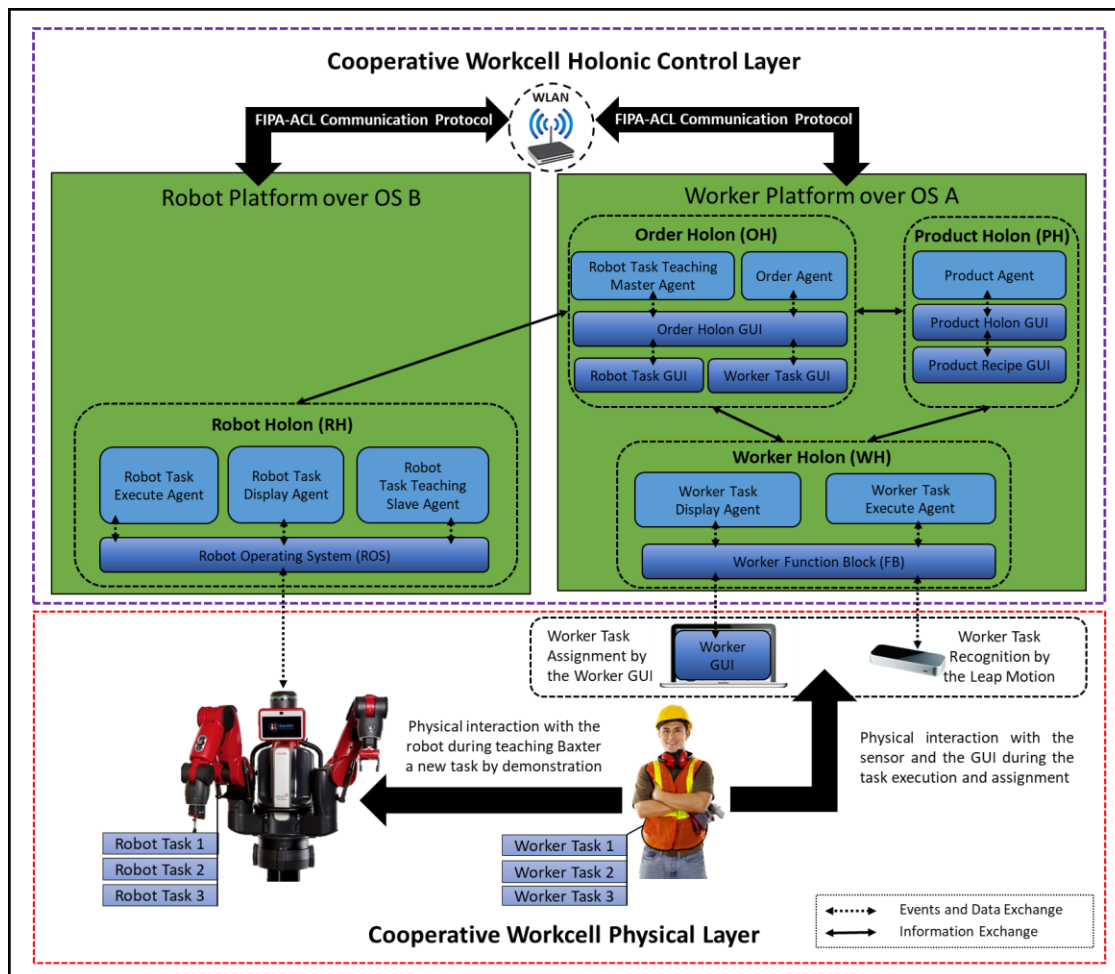 Cooperative Workcell Holonic Control Layer
WLAN
FIPA-ACL Communication Protocol
FIPA-ACL Communication Protocol
Robot Platform over OS B
Worker Platform over OS A
Order Holon (OH)
Product Holon (PH)
Robot Task Teaching
Master Agent
Order Agent
Product Agent
Order Holon GUI
Product Holon GUI
Robot Task GUI
Worker Task GUI
Product Recipe GUI
Robot Holon (RH)
Robot Task
Execute Agent
Robot Task
Display Agent
Robot
Task Teaching
Slave Agent
Robot Operating System (ROS)
Worker Holon (WH)
Worker Task
Display Agent
Worker Task
Execute Agent
Worker Function Block (FB)
Worker Task
Assignment by
the Worker GUI
Worker
GUI
Worker Task
Recognition by
the Leap Motion
Physical interaction with the
robot during teaching Baxter
a new task by demonstration
Physical interaction with the
sensor and the GUI during the
task execution and assignment
Robot Task 1
Robot Task 2
Robot Task 3
Worker Task 1
Worker Task 2
Worker Task 3
Events and Data Exchange
Information Exchange
Cooperative Workcell Physical Layer